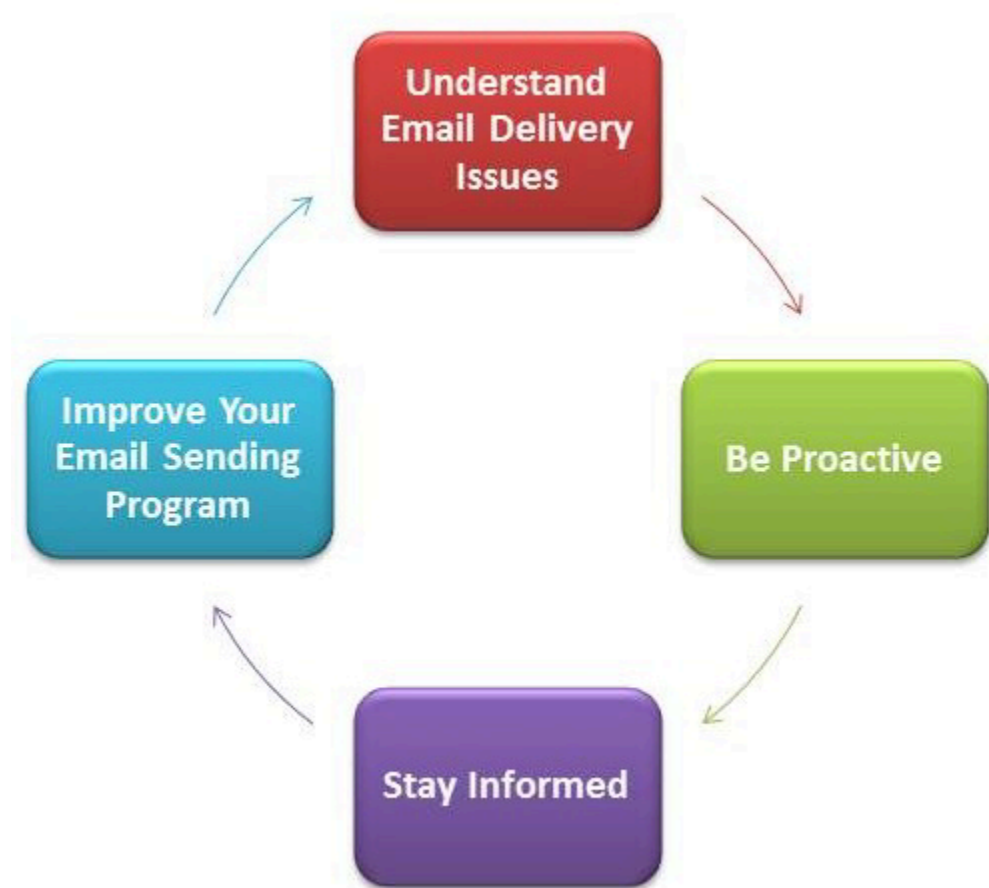 Understand
Email Delivery
Issues
Be Proactive
Stay Informed
Improve Your
Email Sending
Program